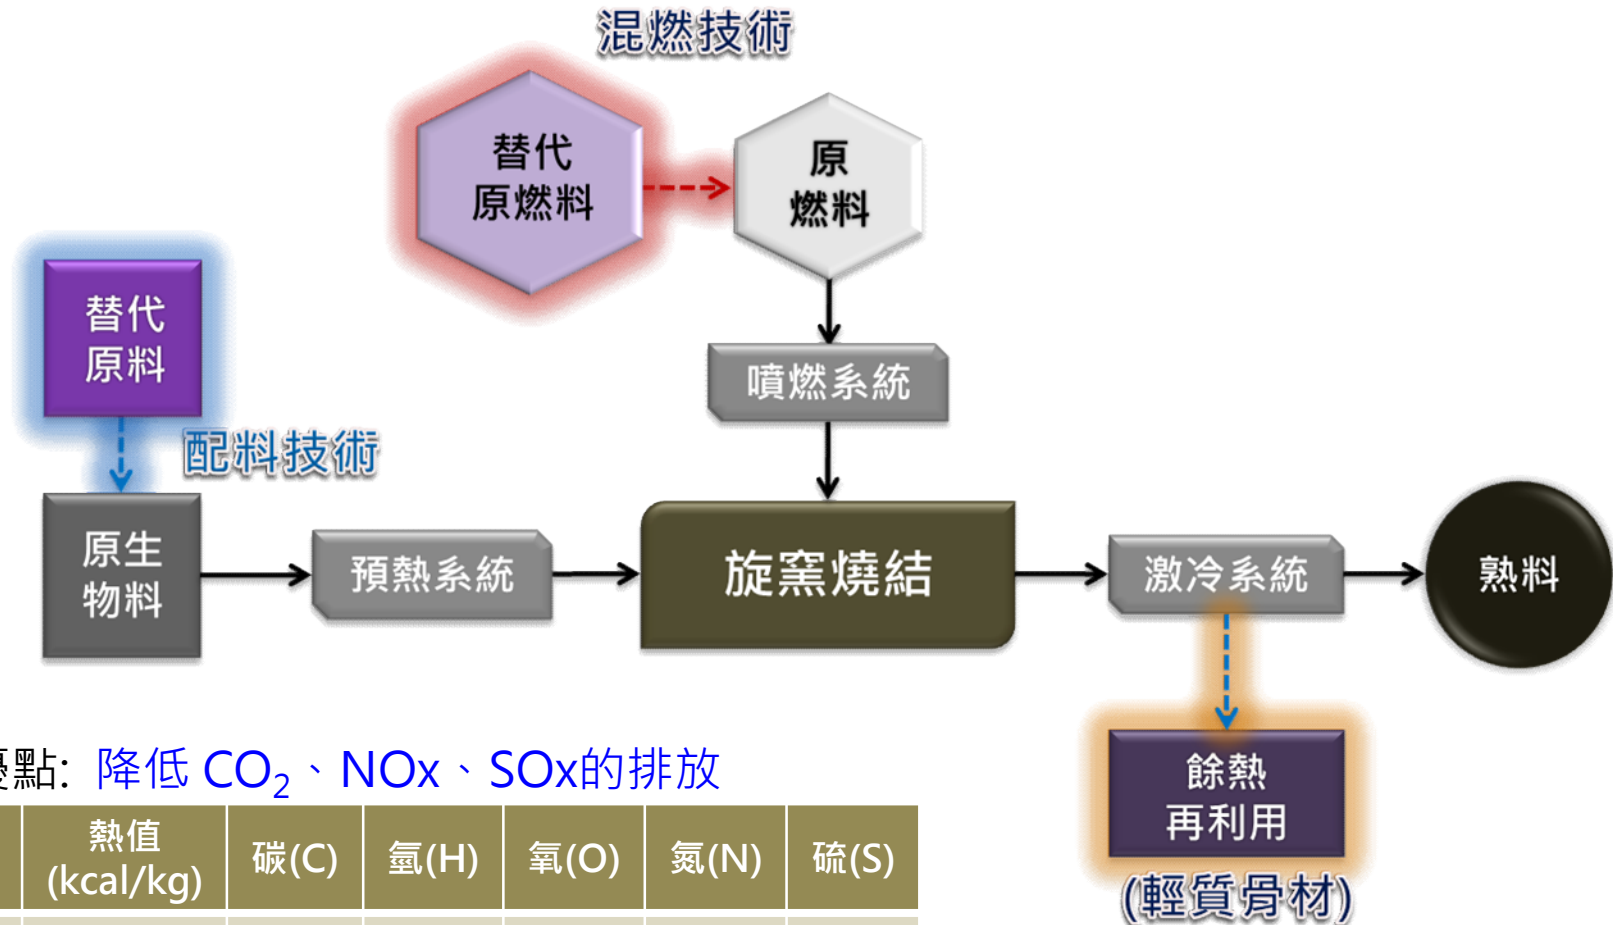 混燃技術
替代
原燃料
原
燃料
替代
原料
噴燃系統
配料技術
原生
物料
預熱系統
旋窯燒結
激冷系統
熟料
餘熱
再利用
(輕質骨材)
優點: 降低 CO₂、NOx、SOx的排放
熱值
(kcal/kg)
碳(C)
氫(H)
氧(O)
氮(N)
硫(S)